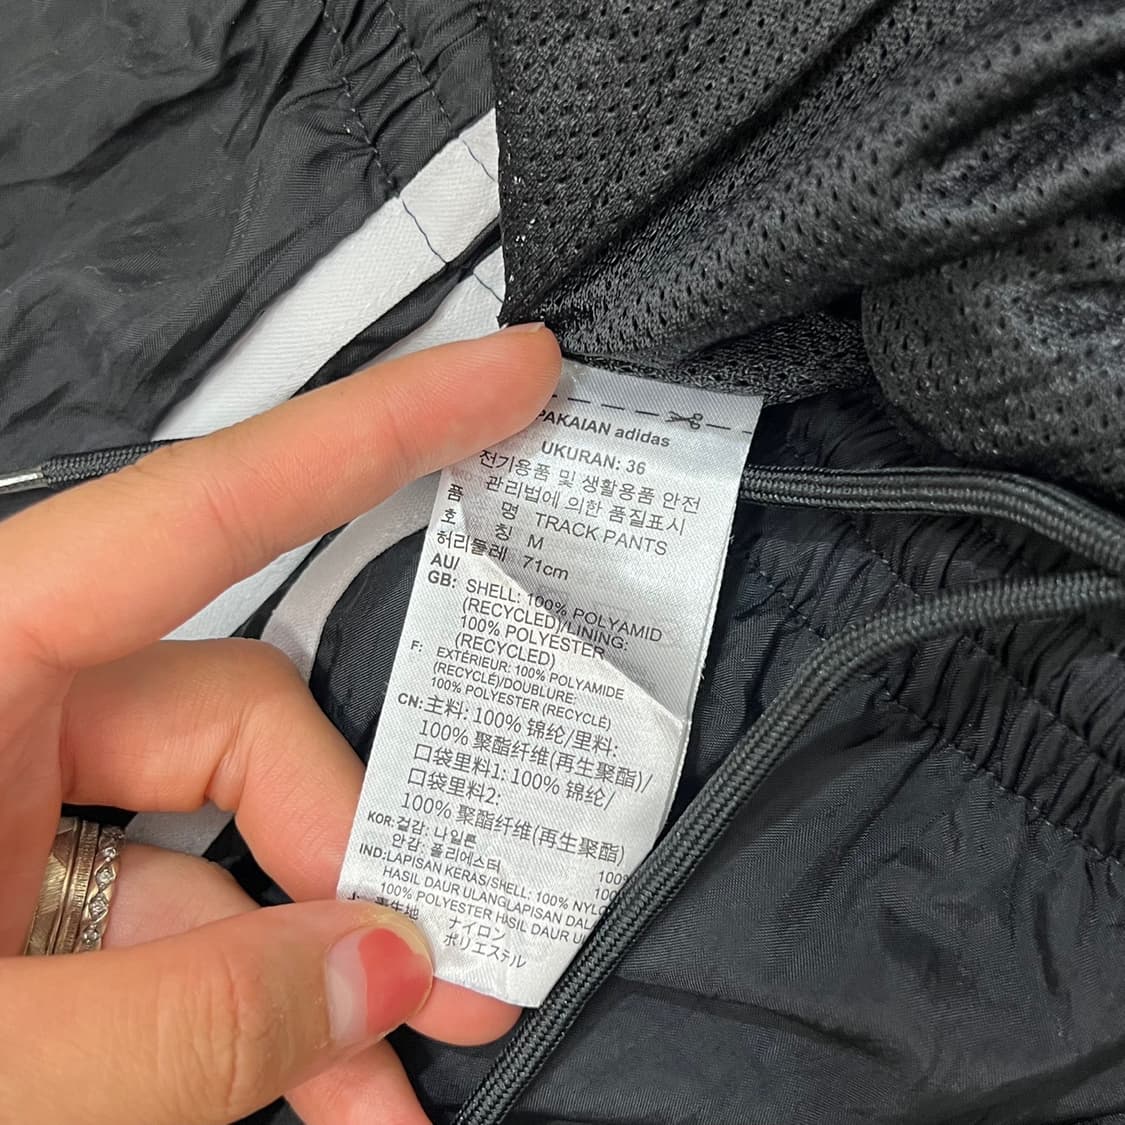 PAKAIAN adidas
UKURAN: 36
전기용품 및 생활용품 안전
관리법에 의한 품질표시
품 명 TRACK PANTS
호 칭 M
허리둘레 71cm
AU/
GB: SHELL: 100% POLYAMID
(RECYCLED)/LINING:
100% POLYESTER
(RECYCLED)
F: EXTÉRIEUR: 100% POLYAMIDE
(RECYCLÉ)/DOUBLURE:
100% POLYESTER (RECYCLÉ)
CN: 主料: 100% 锦纶/里料:
100% 聚酯纤维(再生聚酯)/
口袋里料1: 100% 锦纶/
口袋里料2:
100% 聚酯纤维(再生聚酯)
KOR: 겉감: 나일론 100%
안감: 폴리에스터 100
IND: LAPISAN KERAS/SHELL: 100% NYLO
HASIL DAUR ULANG LAPISAN DAL
100% POLYESTER HASIL DAUR U
ナイロン
ポリエステル